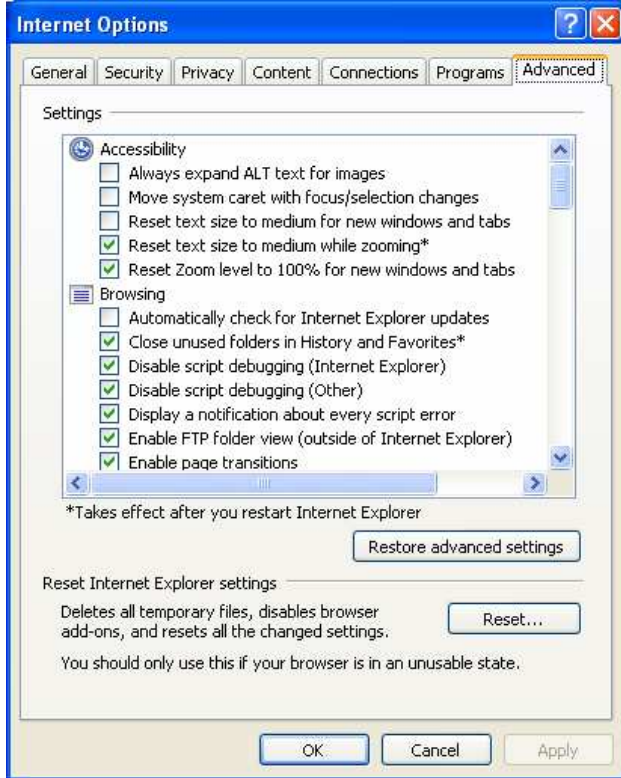 Internet Options
General Security Privacy Content Connections Programs Advanced
Settings
Accessibility
Always expand ALT text for images
Move system caret with focus/selection changes
Reset text size to medium for new windows and tabs
Reset text size to medium while zooming*
Reset Zoom level to 100% for new windows and tabs
Browsing
Automatically check for Internet Explorer updates
Close unused folders in History and Favorites*
Disable script debugging (Internet Explorer)
Disable script debugging (Other)
Display a notification about every script error
Enable FTP folder view (outside of Internet Explorer)
Enable page transitions
*Takes effect after you restart Internet Explorer
Restore advanced settings
Reset Internet Explorer settings
Deletes all temporary files, disables browser
add-ons, and resets all the changed settings.
Reset...
You should only use this if your browser is in an unusable state.
OK Cancel Apply